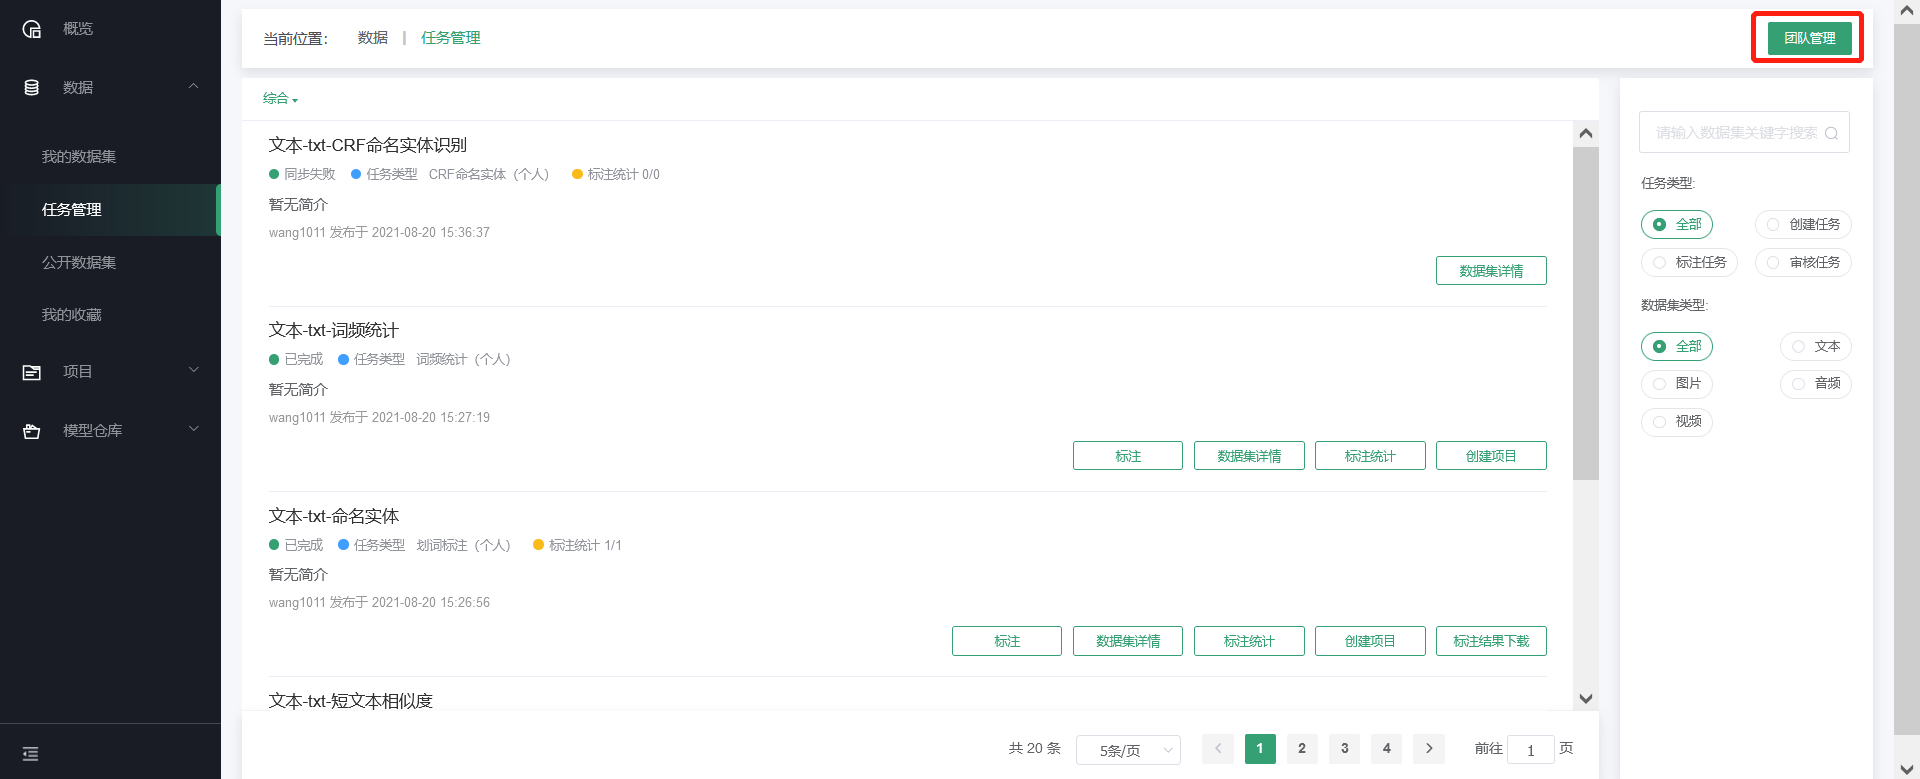 概览
数据
我的数据集
任务管理
公开数据集
我的收藏
项目
模型仓库
当前位置： 数据 | 任务管理
团队管理
综合
文本-txt-CRF命名实体识别
同步失败 任务类型 CRF命名实体（个人） 标注统计 0/0
暂无简介
wang1011 发布于 2021-08-20 15:36:37
数据集详情
文本-txt-词频统计
已完成 任务类型 词频统计（个人）
暂无简介
wang1011 发布于 2021-08-20 15:27:19
标注 数据集详情 标注统计 创建项目
文本-txt-命名实体
已完成 任务类型 划词标注（个人） 标注统计 1/1
暂无简介
wang1011 发布于 2021-08-20 15:26:56
标注 数据集详情 标注统计 创建项目 标注结果下载
文本-txt-短文本相似度
共 20 条 5条/页 1 2 3 4 前往 1 页
请输入数据集关键字搜索
任务类型:
全部 创建任务
标注任务 审核任务
数据集类型:
全部 文本
图片 音频
视频